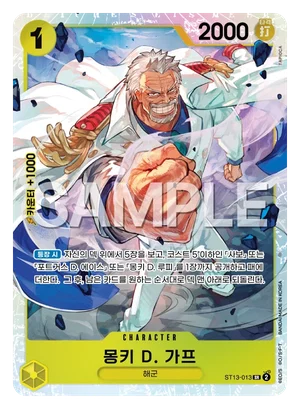 1
2000
타격
打
카운터 +1000
SAMPLE
등장 시 자신의 덱 위에서 5장을 보고, 코스트 5 이하인 「사보」 또는
「포트거스 D. 에이스」 또는 「몽키 D. 루피」를 1장까지 공개하고 패에
더한다. 그 후, 남은 카드를 원하는 순서대로 덱 맨 아래로 되돌린다.
CHARACTER
몽키 D. 가프
해군
ST13-013
2